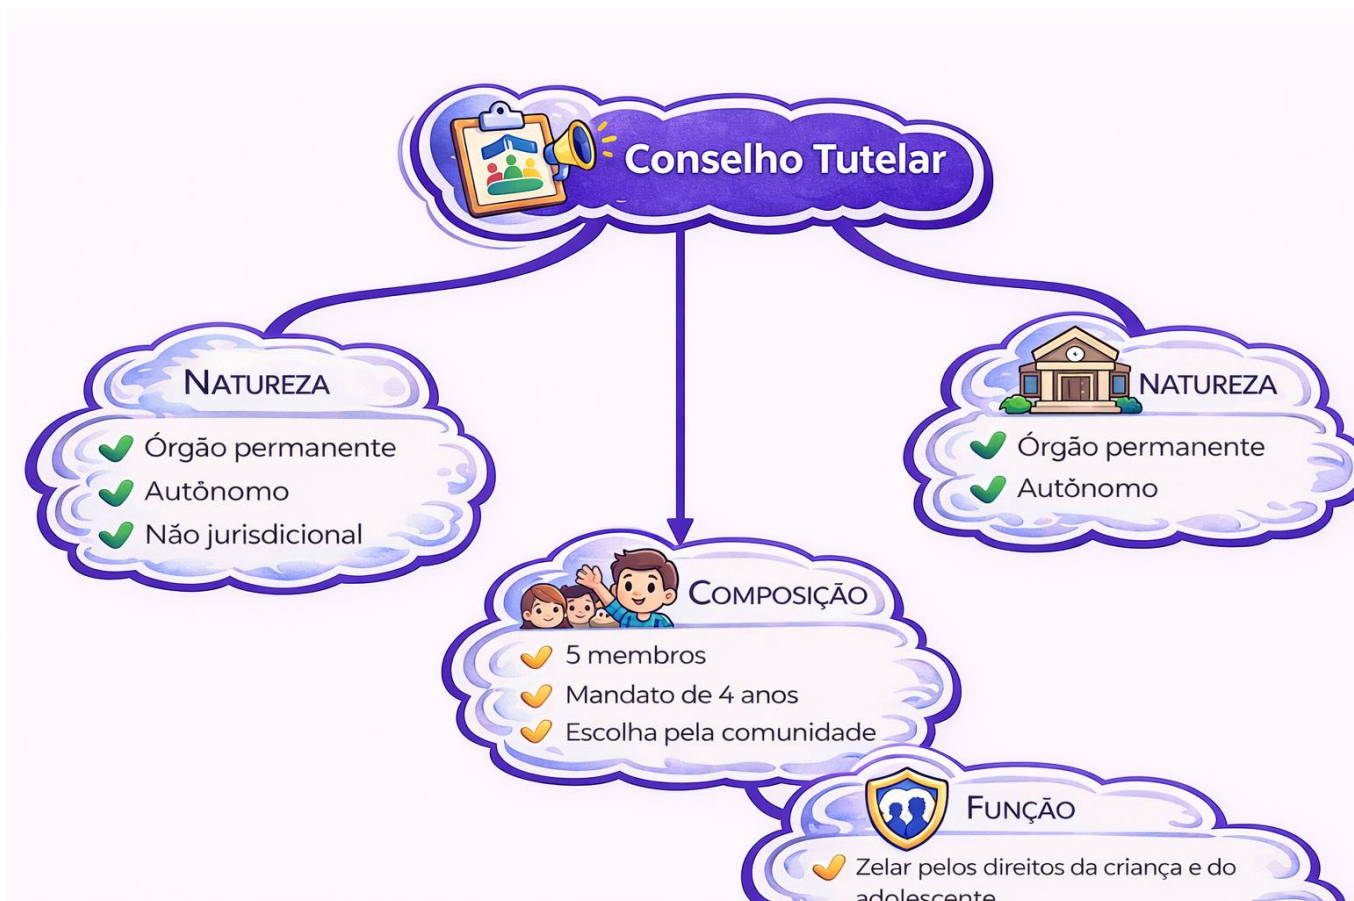 Conselho Tutelar
NATUREZA
Órgão permanente
Autônomo
Não jurisdicional
NATUREZA
Órgão permanente
Autônomo
COMPOSIÇÃO
5 membros
Mandato de 4 anos
Escolha pela comunidade
FUNÇÃO
Zelar pelos direitos da criança e do
adolescente